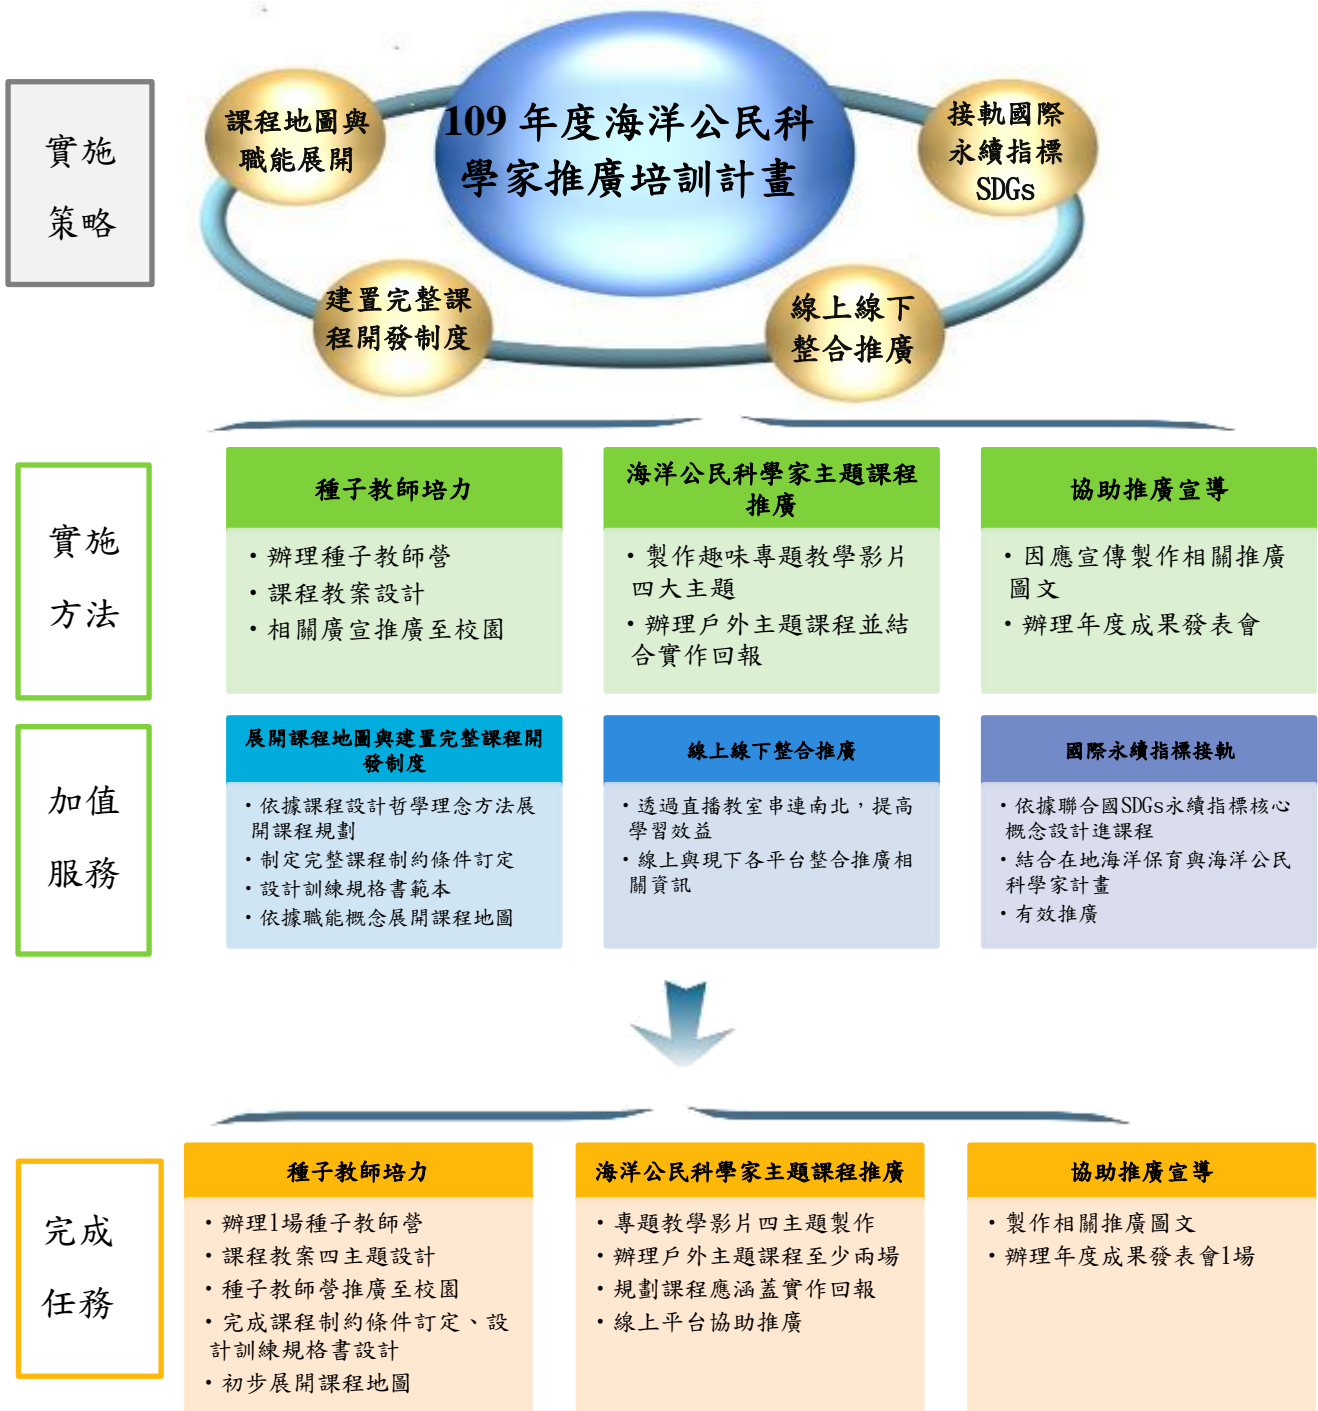 實施
策略
109 年度海洋公民科
學家推廣培訓計畫
課程地圖與
職能展開
接軌國際
永續指標
SDGs
建置完整課
程開發制度
線上線下
整合推廣
實施
方法
種子教師培力
・辦理種子教師營
・課程教案設計
・相關廣宣推廣至校園
海洋公民科學家主題課程
推廣
・製作趣味專題教學影片
四大主題
・辦理戶外主題課程並結
合實作回報
協助推廣宣導
・因應宣傳製作相關推廣
圖文
・辦理年度成果發表會
加值
服務
展開課程地圖與建置完整課程開
發制度
・依據課程設計哲學理念方法展
開課程規劃
・制定完整課程制約條件訂定
・設計訓練規格書範本
・依據職能概念展開課程地圖
線上線下整合推廣
・透過直播教室串連南北，提高
學習效益
・線上與現下各平台整合推廣相
關資訊
國際永續指標接軌
・依據聯合國SDGs永續指標核心
概念設計進課程
・結合在地海洋保育與海洋公民
科學家計畫
・有效推廣
完成
任務
種子教師培力
・辦理1場種子教師營
・課程教案四主題設計
・種子教師營推廣至校園
・完成課程制約條件訂定、設
計訓練規格書設計
・初步展開課程地圖
海洋公民科學家主題課程推廣
・專題教學影片四主題製作
・辦理戶外主題課程至少兩場
・規劃課程應涵蓋實作回報
・線上平台協助推廣
協助推廣宣導
・製作相關推廣圖文
・辦理年度成果發表會1場